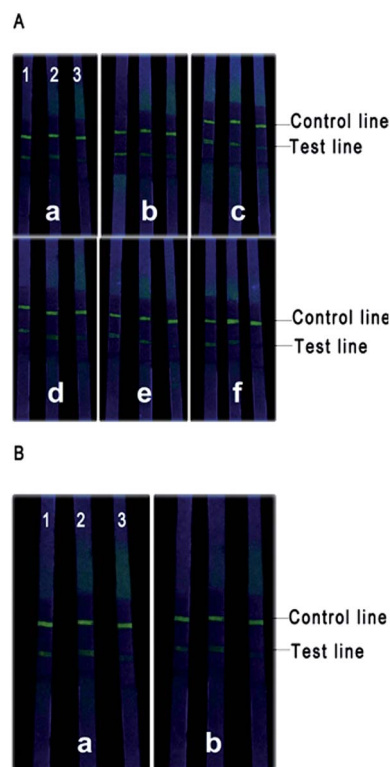 A
1 2 3
Control line
Test line
a b c
Control line
Test line
d e f
B
1 2 3
Control line
Test line
a b